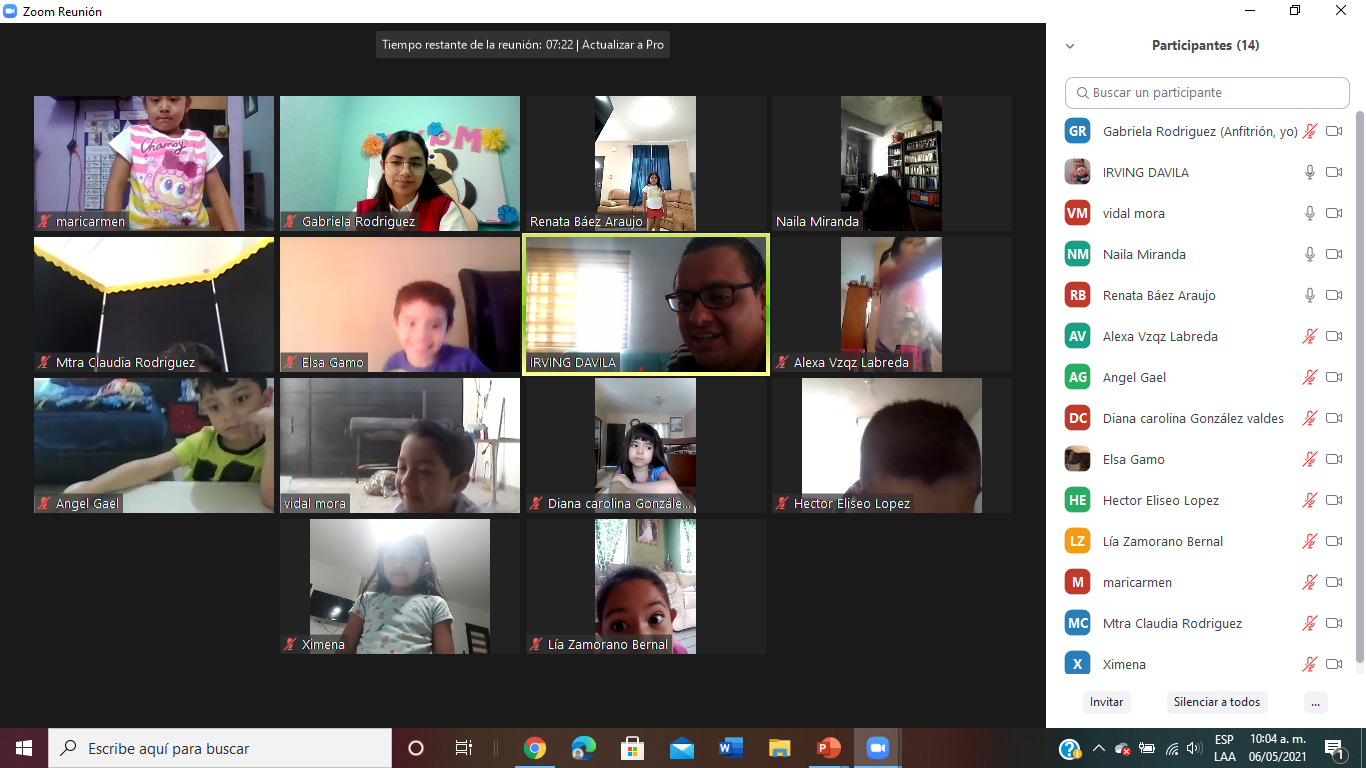 Zoom Reunión
Tiempo restante de la reunión: 07:22 | Actualizar a Pro
Chamoy
maricarmen
Gabriela Rodriguez
Renata Báez Araujo
Naila Miranda
Mtra Claudia Rodriguez
Elsa Gamo
IRVING DAVILA
Alexa Vzqz Labreda
Angel Gael
vidal mora
Diana carolina Gonzále...
Hector Eliseo Lopez
Ximena
Lía Zamorano Bernal
Participantes (14)
Buscar un participante
GR Gabriela Rodriguez (Anfitrión, yo)
IRVING DAVILA
VM vidal mora
NM Naila Miranda
RB Renata Báez Araujo
AV Alexa Vzqz Labreda
AG Angel Gael
DC Diana carolina González valdes
Elsa Gamo
HE Hector Eliseo Lopez
LZ Lía Zamorano Bernal
M maricarmen
MC Mtra Claudia Rodriguez
X Ximena
Invitar Silenciar a todos ...
Escribe aquí para buscar
ESP 10:04 a. m.
LAA 06/05/2021
1